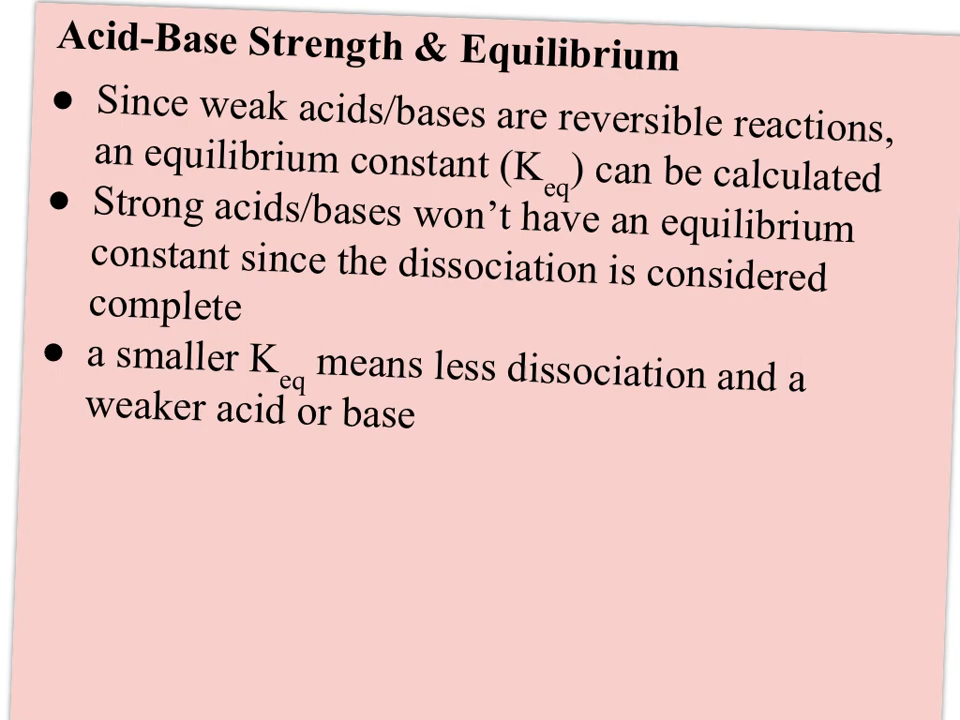 Acid-Base Strength & Equilibrium
● Since weak acids/bases are reversible reactions,
an equilibrium constant (Keq) can be calculated
● Strong acids/bases won't have an equilibrium
constant since the dissociation is considered
complete
● a smaller Keq means less dissociation and a
weaker acid or base